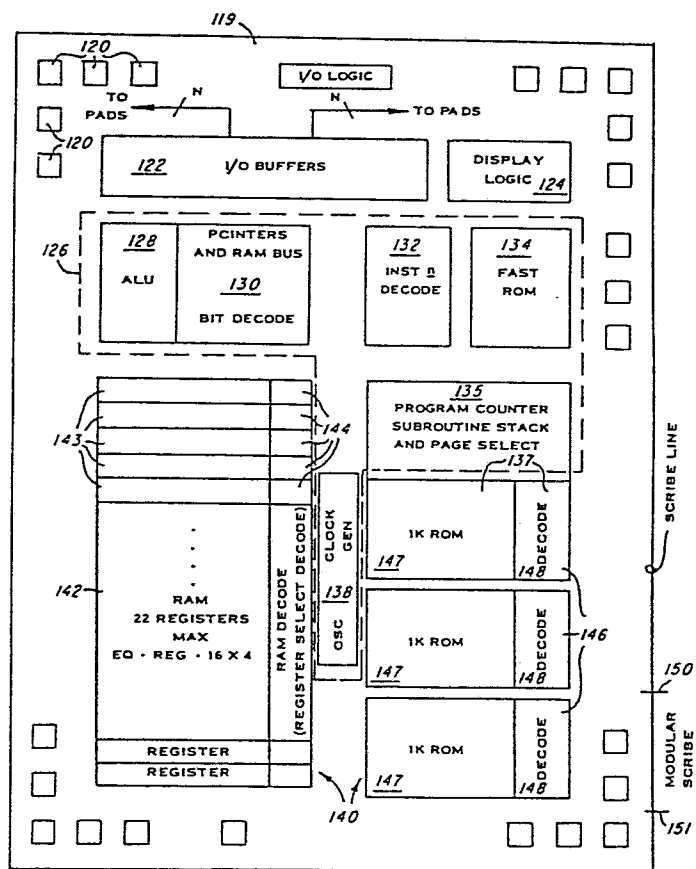 119
120
I/O LOGIC
N
N
TO PADS
TO PADS
120
122 I/O BUFFERS
DISPLAY LOGIC 124
126
128 ALU
PCINTERS AND RAM BUS
130
BIT DECODE
132
INST n DECODE
134
FAST ROM
135
PROGRAM COUNTER
SUBROUTINE STACK
AND PAGE SELECT
143
144
137
1K ROM
147
DECODE
148
SCRIBE LINE
CLOCK GEN
138
OSC
142
RAM
22 REGISTERS
MAX
EQ - REG - 16 X 4
RAM DECODE
(REGISTER SELECT DECODE)
1K ROM
147
DECODE
148
146
150
REGISTER
REGISTER
1K ROM
147
DECODE
148
MODULAR SCRIBE
140
151